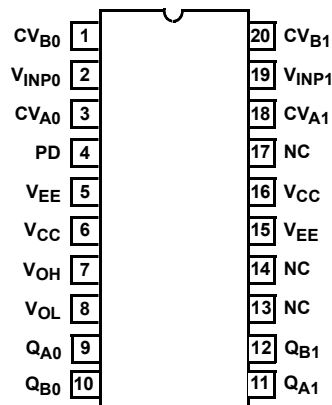 CVB0 1 20 CVB1
VINP0 2 19 VINP1
CVA0 3 18 CVA1
PD 4 17 NC
VEE 5 16 VCC
VCC 6 15 VEE
VOH 7 14 NC
VOL 8 13 NC
QA0 9 12 QB1
QB0 10 11 QA1